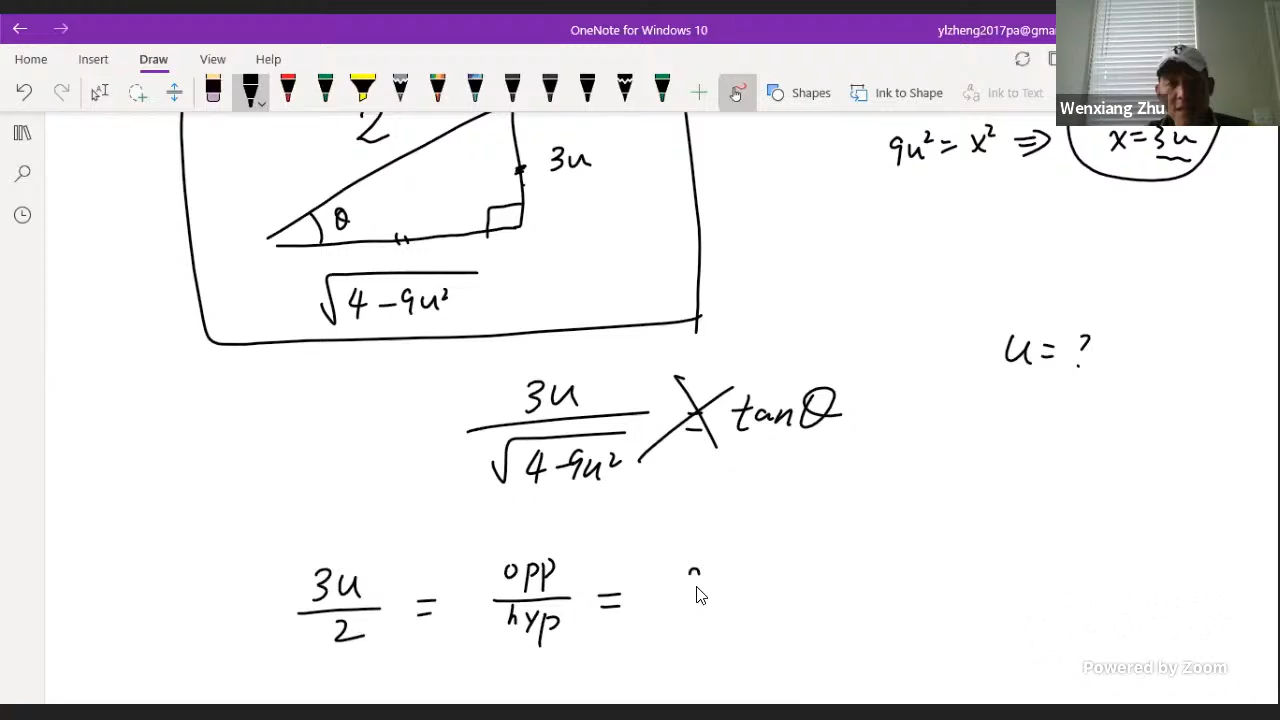 OneNote for Windows 10
ylzheng2017pa@gma
Home Insert Draw View Help
Shapes
Ink to Shape
Ink to Text
Wenxiang Zhu
2
3u
9u² = x² ⇒ x = 3u
θ
√4 - 9u²
u = ?
3u / √4 - 9u² = tanθ
3u / 2 = opp / hyp =
Powered by Zoom